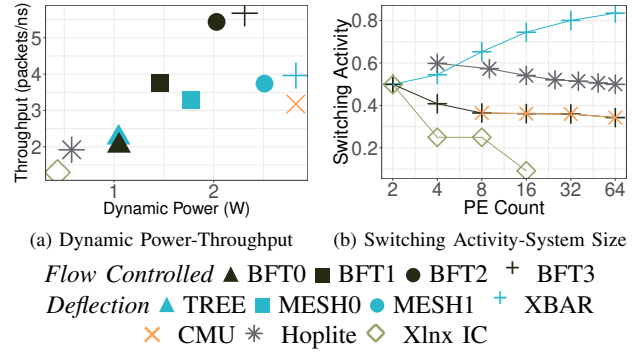 Throughput (packets/ns)
5
4
3
2
1 2
Dynamic Power (W)
(a) Dynamic Power-Throughput
Switching Activity
0.8
0.6
0.4
0.2
2 4 8 16 32 64
PE Count
(b) Switching Activity-System Size
Flow Controlled BFT0 BFT1 BFT2 BFT3
Deflection TREE MESH0 MESH1 XBAR
CMU Hoplite Xlnx IC